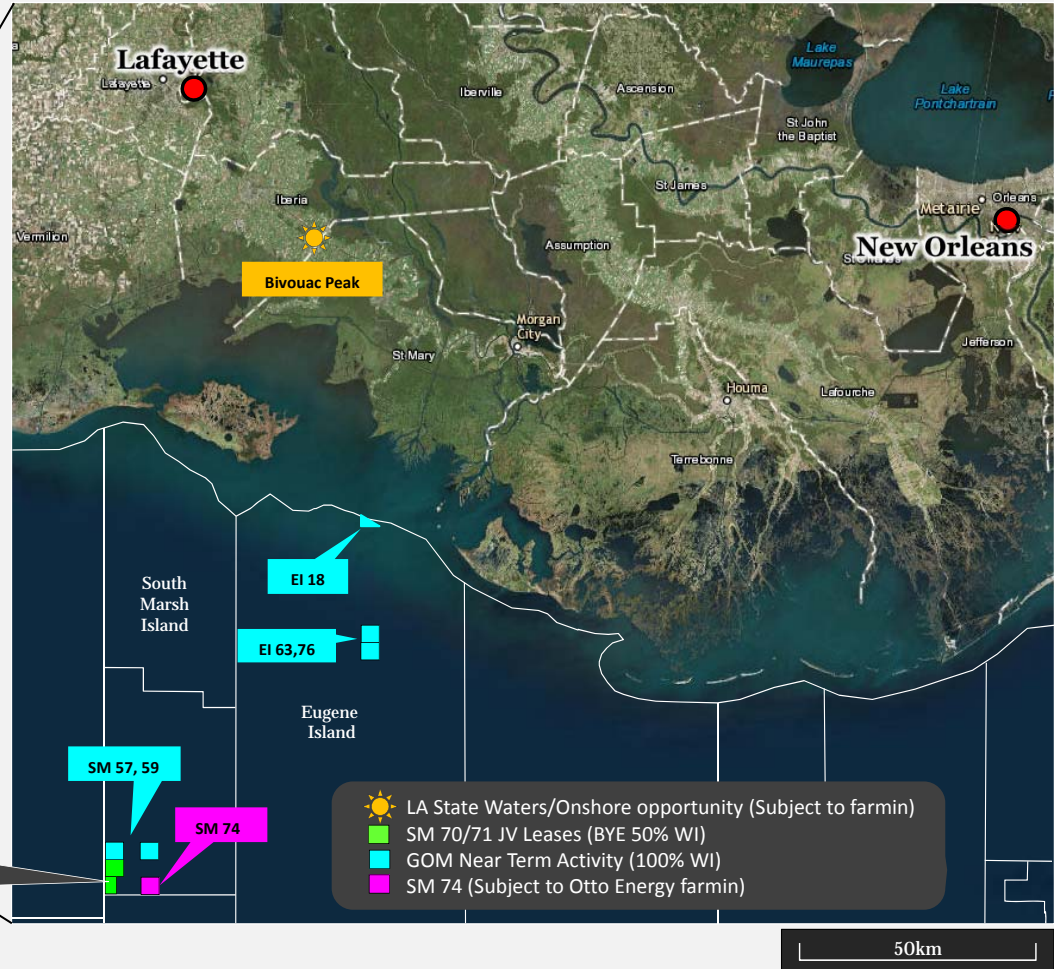 Lake
Maurepas
Lafayette
Lafayette
Iberville
Ascension
Lake
Pontchartrain
St John
the Baptist
St James
Iberia
Metairie
Orleans
Vermilion
Assumption
New Orleans
Bivouac Peak
Morgan
City
Jefferson
St Mary
Houma
Lafourche
Terrebonne
EI 18
South
Marsh
Island
EI 63,76
Eugene
Island
SM 57, 59
SM 74
LA State Waters/Onshore opportunity (Subject to farmin)
SM 70/71 JV Leases (BYE 50% WI)
GOM Near Term Activity (100% WI)
SM 74 (Subject to Otto Energy farmin)
50km